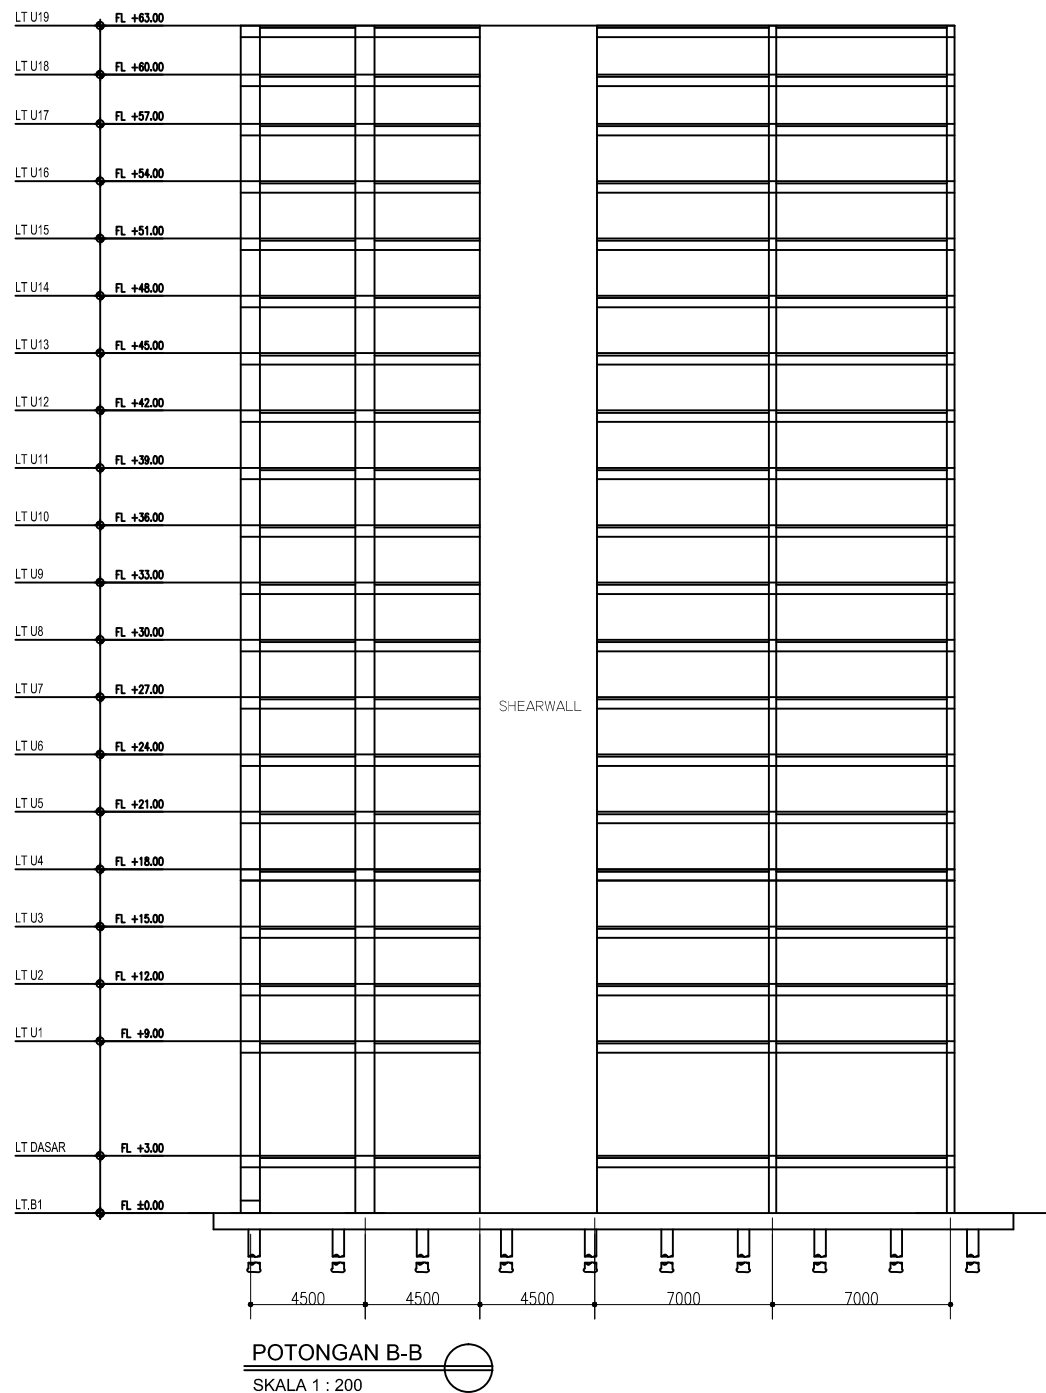 LT U19 FL +63.00
LT U18 FL +60.00
LT U17 FL +57.00
LT U16 FL +54.00
LT U15 FL +51.00
LT U14 FL +48.00
LT U13 FL +45.00
LT U12 FL +42.00
LT U11 FL +39.00
LT U10 FL +36.00
LT U9 FL +33.00
LT U8 FL +30.00
LT U7 FL +27.00
SHEARWALL
LT U6 FL +24.00
LT U5 FL +21.00
LT U4 FL +18.00
LT U3 FL +15.00
LT U2 FL +12.00
LT U1 FL +9.00
LT DASAR FL +3.00
LT.B1 FL ±0.00
4500 4500 4500 7000 7000
POTONGAN B-B
SKALA 1 : 200